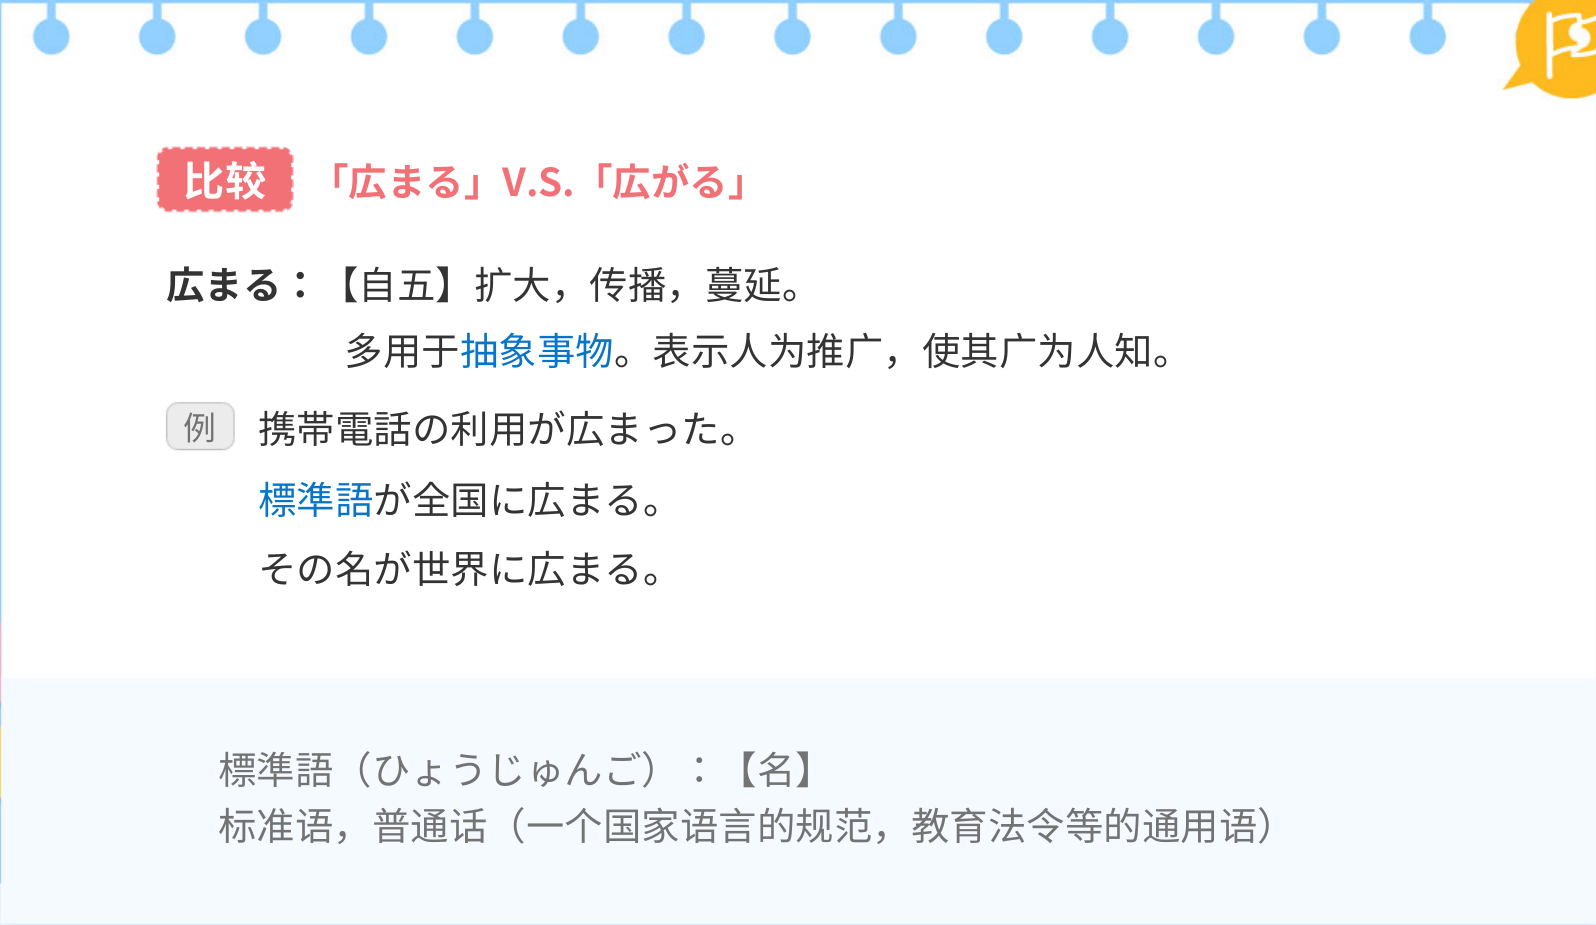 比较 「広まる」V.S.「広がる」
広まる：【自五】扩大，传播，蔓延。
多用于抽象事物。表示人为推广，使其广为人知。
例 携帯電話の利用が広まった。
標準語が全国に広まる。
その名が世界に広まる。
標準語（ひょうじゅんご）：【名】
标准语，普通话（一个国家语言的规范，教育法令等的通用语）